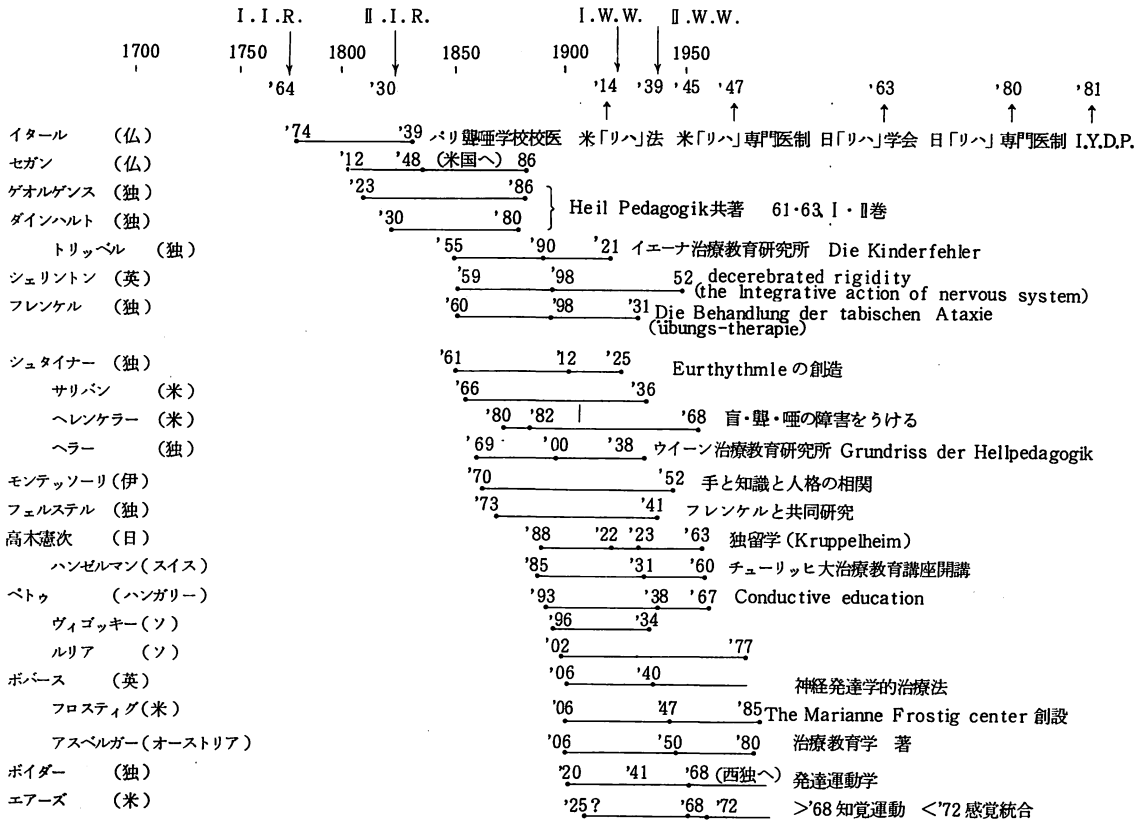 I.I.R. Ⅱ.I.R. I.W.W. Ⅱ.W.W.
1700 1750 1800 1850 1900 1950
'64 '30 '14 '39 '45 '47 '63 '80 '81
イタール (仏) '74 '39 パリ聾唖学校校医 米「リハ」法 米「リハ」専門医制 日「リハ」学会 日「リハ」専門医制 I.Y.D.P.
セガン (仏) '12 '48 (米国へ) 86
ゲオルゲンス (独) '23 '86
Heil Pedagogik共著 61・63, I・Ⅱ巻
ダインハルト (独) '30 '80
トリッペル (独) '55 '90 '21 イエーナ治療教育研究所 Die Kinderfehler
シェリントン (英) '59 '98 52 decerebrated rigidity
(the Integrative action of nervous system)
フレンケル (独) '60 '98 '31 Die Behandlung der tabischen Ataxie
(übungs-therapie)
シュタイナー (独) '61 '12 '25 Eurthythmleの創造
サリバン (米) '66 '36
ヘレンケラー (米) '80 '82 '68 盲・聾・唖の障害をうける
ヘラー (独) '69 '00 '38 ウイーン治療教育研究所 Grundriss der Hellpedagogik
モンテッソーリ (伊) '70 '52 手と知識と人格の相関
フェルステル (独) '73 '41 フレンケルと共同研究
高木憲次 (日) '88 '22 '23 '63 独留学 (Kruppelheim)
ハンゼルマン (スイス) '85 '31 '60 チューリッヒ大治療教育講座開講
ペトゥ (ハンガリー) '93 '38 '67 Conductive education
ヴィゴッキー (ソ) '96 '34
ルリア (ソ) '02 '77
ボバース (英) '06 '40 神経発達学的治療法
フロスティグ (米) '06 '47 '85 The Marianne Frostig center 創設
アスペルガー (オーストリア) '06 '50 '80 治療教育学 著
ボイダー (独) '20 '41 '68 (西独へ) 発達運動学
エアーズ (米) '25? '68 '72 >'68 知覚運動 <'72 感覚統合